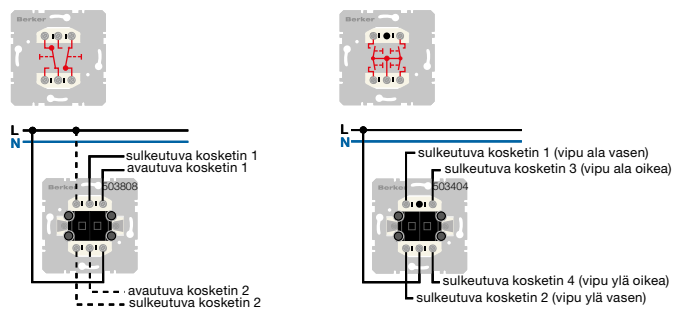 Berker
Berker
L
N
sulkeutuva kosketin 1
avautuva kosketin 1
Berker
503808
avautuva kosketin 2
sulkeutuva kosketin 2
L
N
sulkeutuva kosketin 1 (vipu ala vasen)
sulkeutuva kosketin 3 (vipu ala oikea)
Berker
503404
sulkeutuva kosketin 4 (vipu ylä oikea)
sulkeutuva kosketin 2 (vipu ylä vasen)